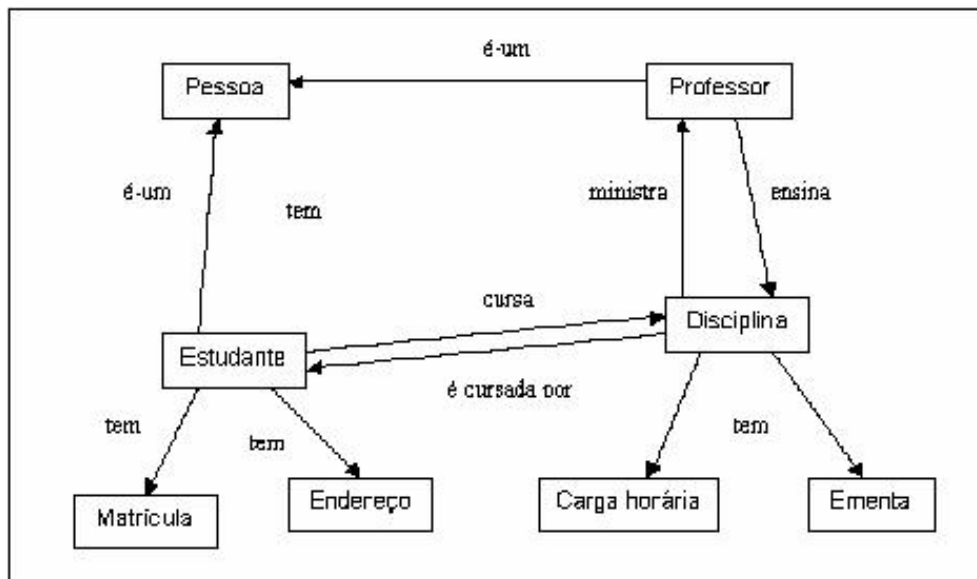 é-um
Pessoa
Professor
é-um
tem
ministra
ensina
cursa
Disciplina
Estudante
é cursada por
tem
tem
tem
Matrícula
Endereço
Carga horária
Ementa